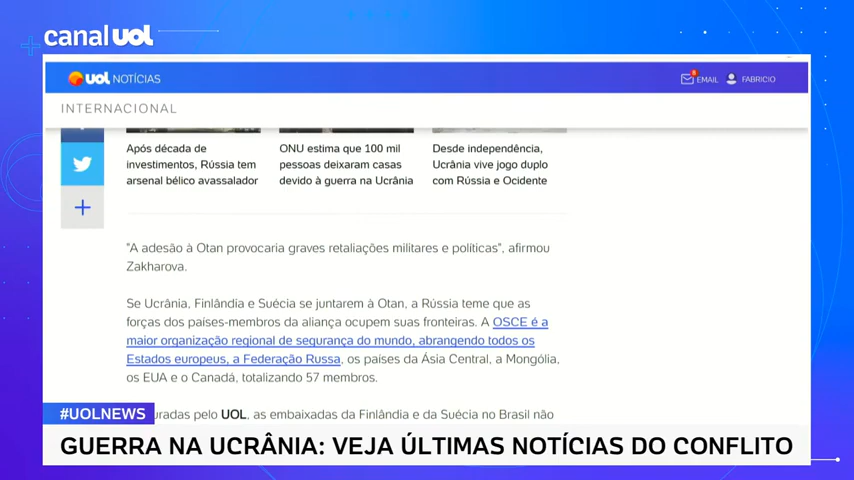 canal uol
uol NOTÍCIAS
8
EMAIL
FABRICIO
INTERNACIONAL
Após década de
investimentos, Rússia tem
arsenal bélico avassalador
ONU estima que 100 mil
pessoas deixaram casas
devido à guerra na Ucrânia
Desde independência,
Ucrânia vive jogo duplo
com Rússia e Ocidente
"A adesão à Otan provocaria graves retaliações militares e políticas", afirmou
Zakharova.
Se Ucrânia, Finlândia e Suécia se juntarem à Otan, a Rússia teme que as
forças dos países-membros da aliança ocupem suas fronteiras. A OSCE é a
maior organização regional de segurança do mundo, abrangendo todos os
Estados europeus, a Federação Russa, os países da Ásia Central, a Mongólia,
os EUA e o Canadá, totalizando 57 membros.
pelo UOL, as embaixadas da Finlândia e da Suécia no Brasil não
#UOLNEWS
GUERRA NA UCRÂNIA: VEJA ÚLTIMAS NOTÍCIAS DO CONFLITO